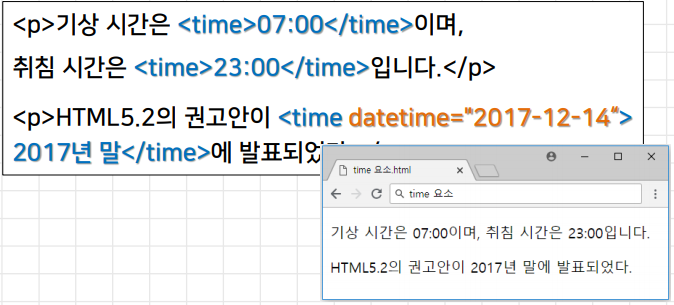 <p>기상 시간은 <time>07:00</time>이며,
취침 시간은 <time>23:00</time>입니다.</p>
<p>HTML5.2의 권고안이 <time datetime="2017-12-14">
2017년 말</time>에 발표되었
time 요소.html
time 요소
기상 시간은 07:00이며, 취침 시간은 23:00입니다.
HTML5.2의 권고안이 2017년 말에 발표되었다.